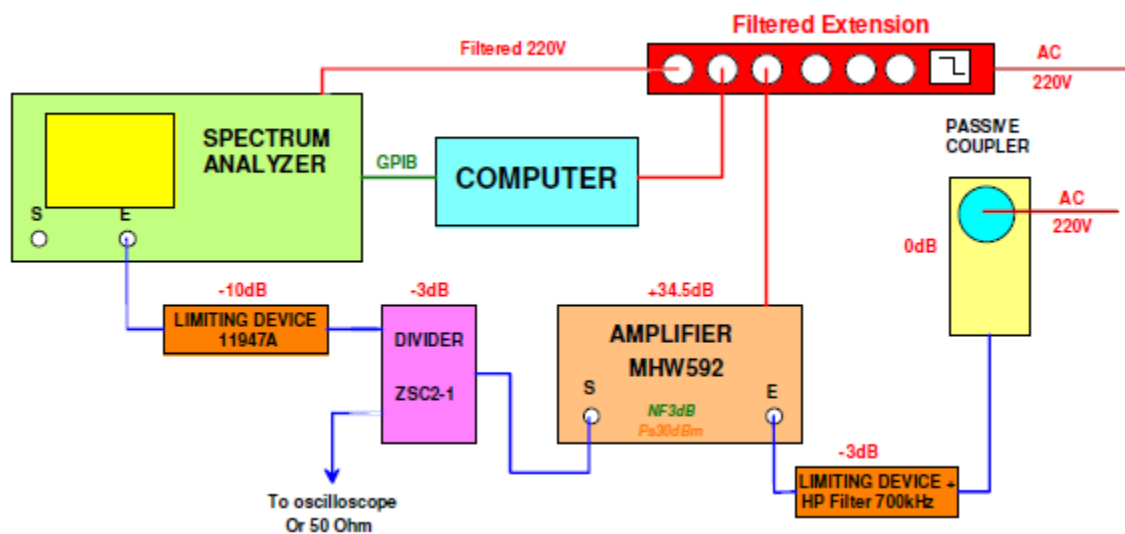 Filtered Extension
Filtered 220V
AC
220V
PASSIVE
COUPLER
SPECTRUM
ANALYZER
GPIB
COMPUTER
S
E
AC
220V
0dB
-10dB
-3dB
+34.5dB
LIMITING DEVICE
11947A
DIVIDER
ZSC2-1
AMPLIFIER
MHW592
S
E
NF3dB
Ps30dBm
-3dB
LIMITING DEVICE +
HP Filter 700kHz
To oscilloscope
Or 50 Ohm